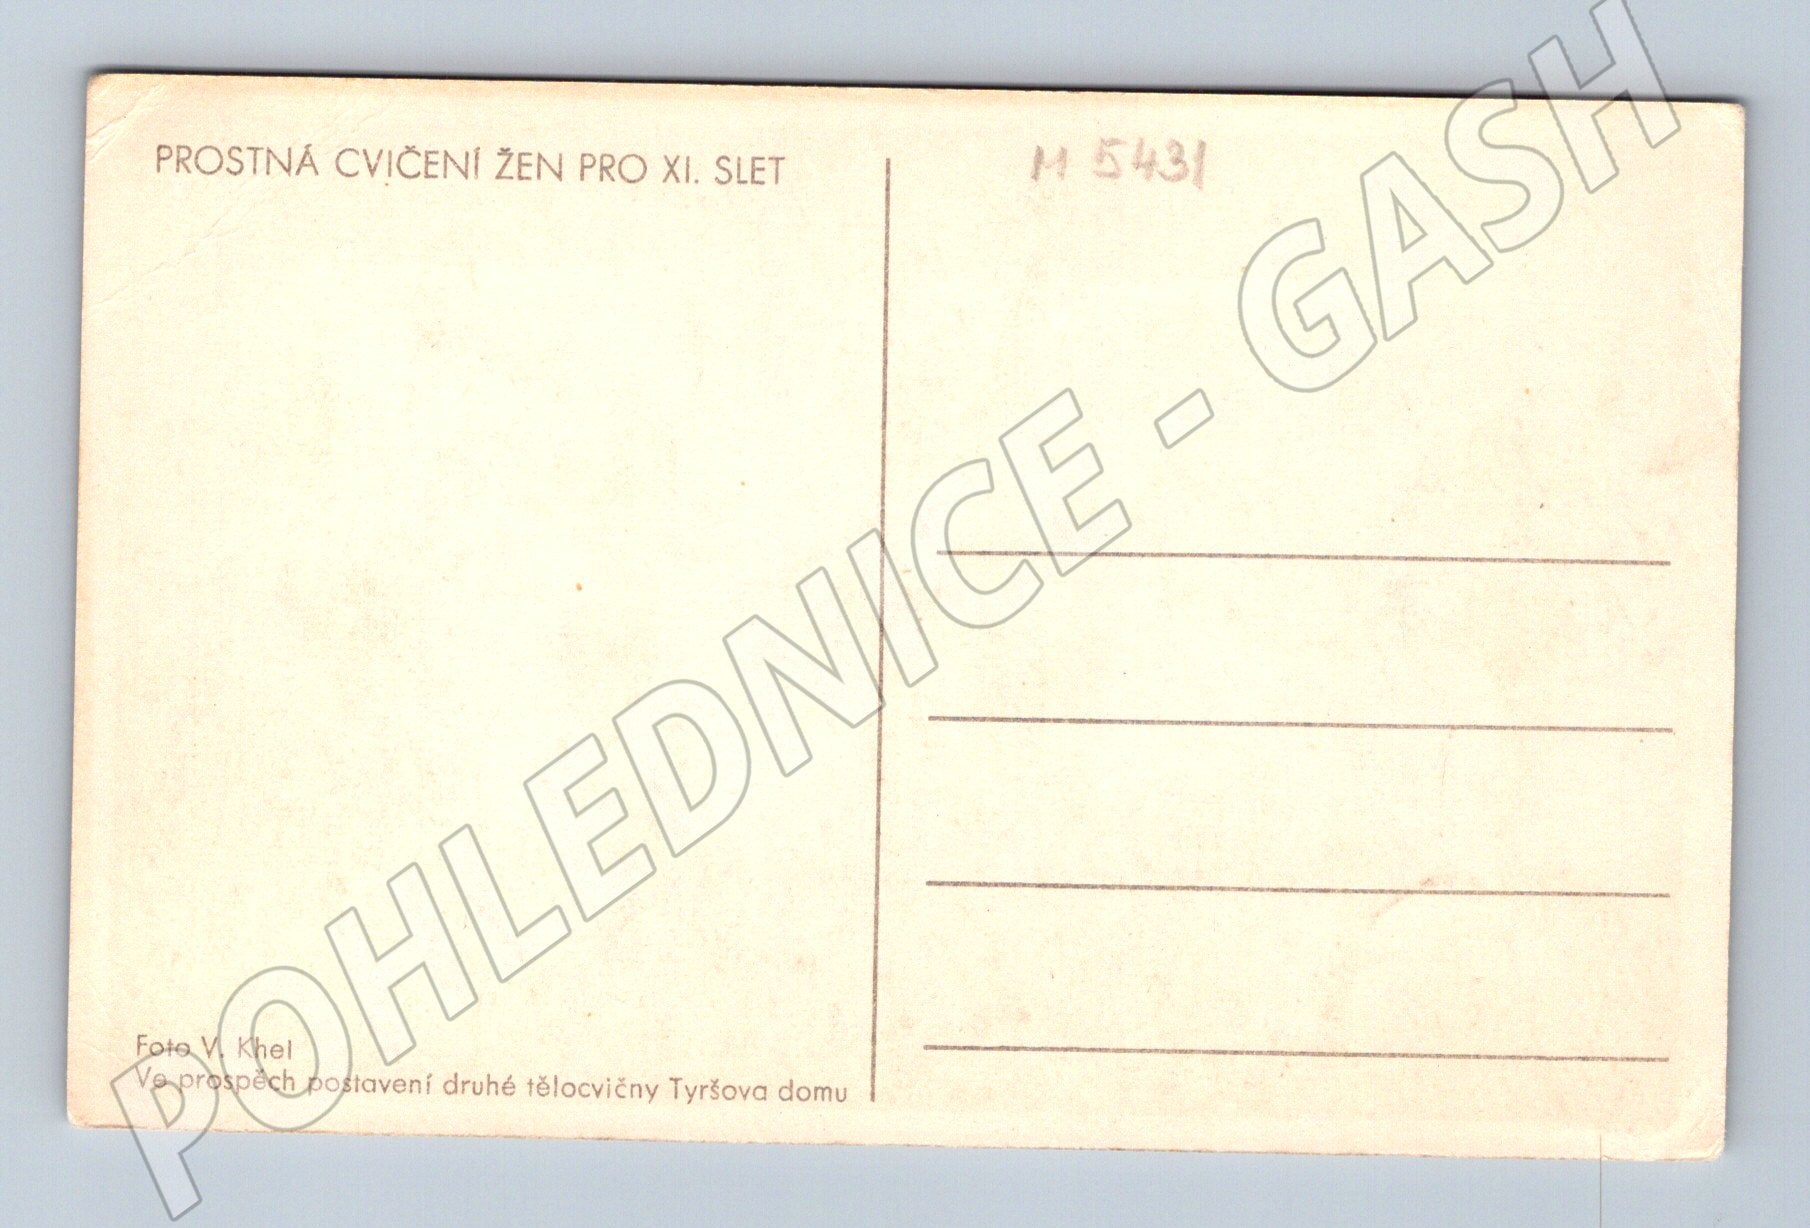 PROSTNÁ CVIČENÍ ŽEN PRO XI. SLET
M 5431
Foto V. Khel
Ve prospěch postavení druhé tělocvičny Tyršova domu
POHLEDNICE - GASH